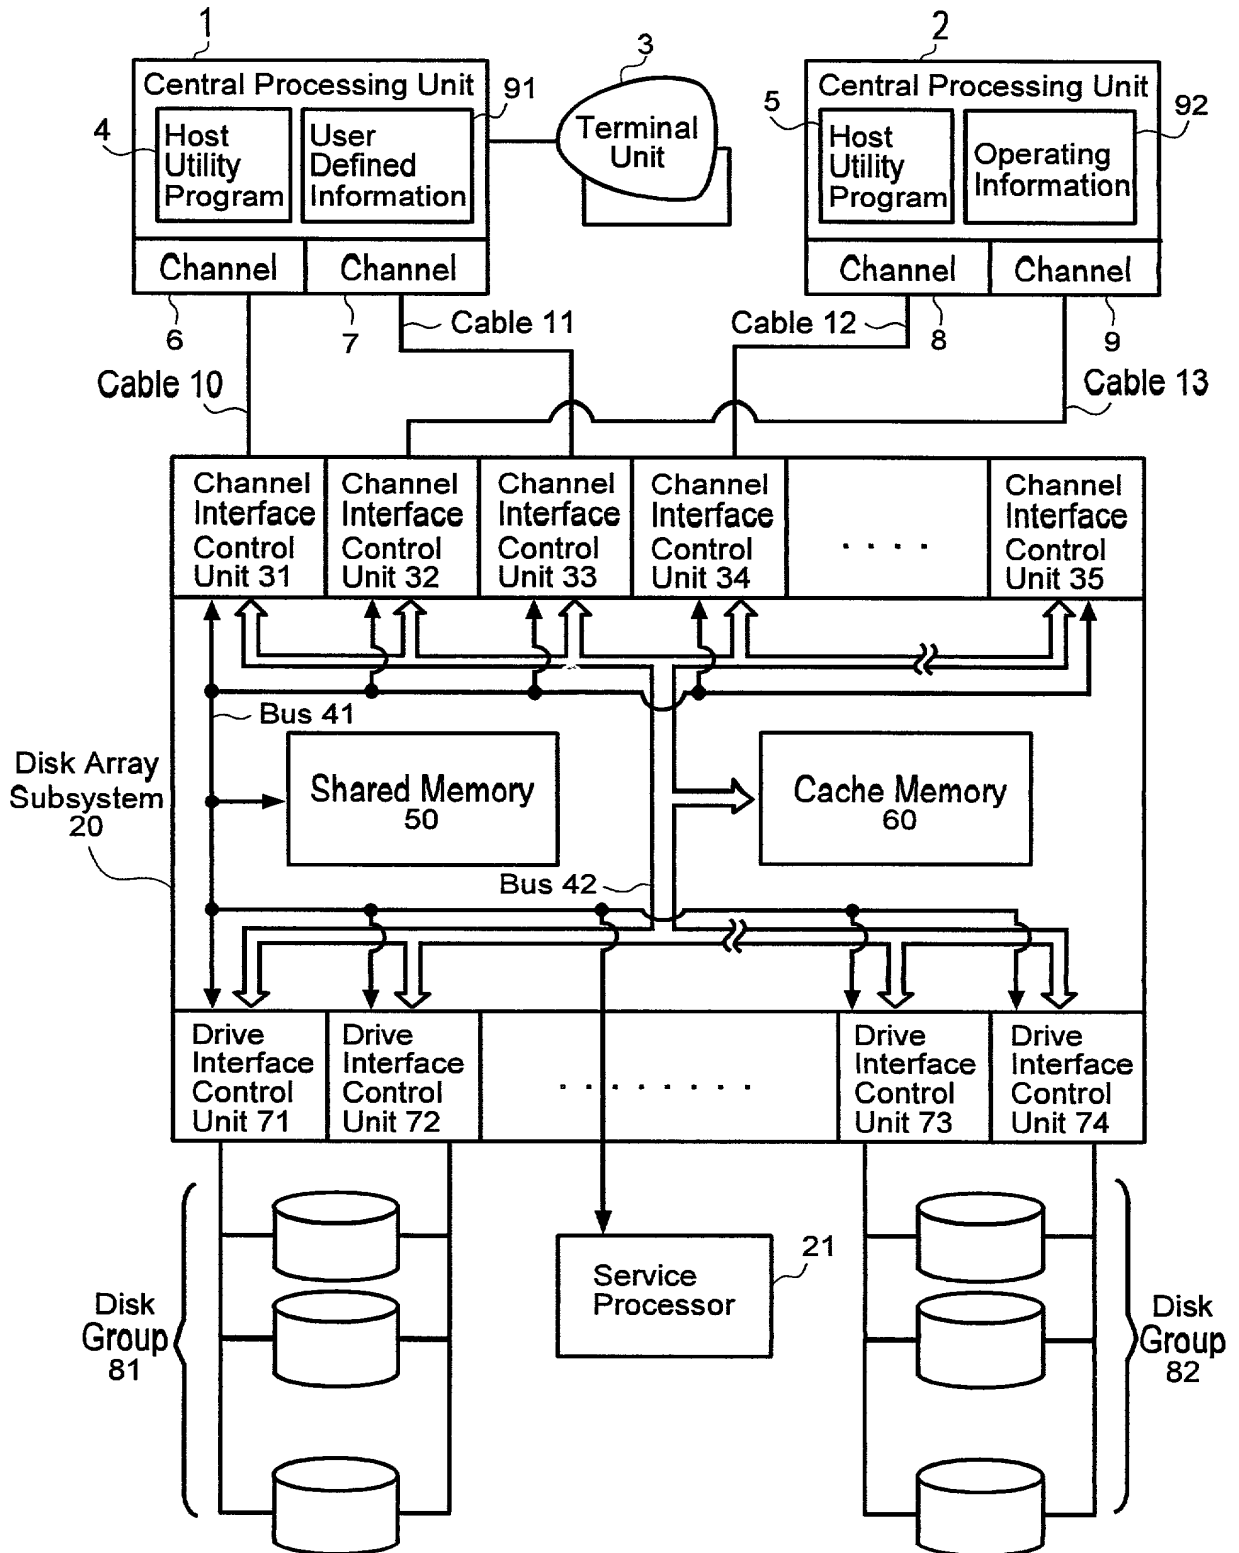 1
2
3
Central Processing Unit
91
4
Host
Utility
Program
User
Defined
Information
Terminal
Unit
Central Processing Unit
92
5
Host
Utility
Program
Operating
Information
Channel
Channel
Channel
Channel
6
7
8
9
Cable 11
Cable 12
Cable 10
Cable 13
Channel
Interface
Control
Unit 31
Channel
Interface
Control
Unit 32
Channel
Interface
Control
Unit 33
Channel
Interface
Control
Unit 34
. . . .
Channel
Interface
Control
Unit 35
Bus 41
Disk Array
Subsystem
20
Shared Memory
50
Cache Memory
60
Bus 42
Drive
Interface
Control
Unit 71
Drive
Interface
Control
Unit 72
. . . . . . . .
Drive
Interface
Control
Unit 73
Drive
Interface
Control
Unit 74
Disk
Group
81
21
Service
Processor
Disk
Group
82